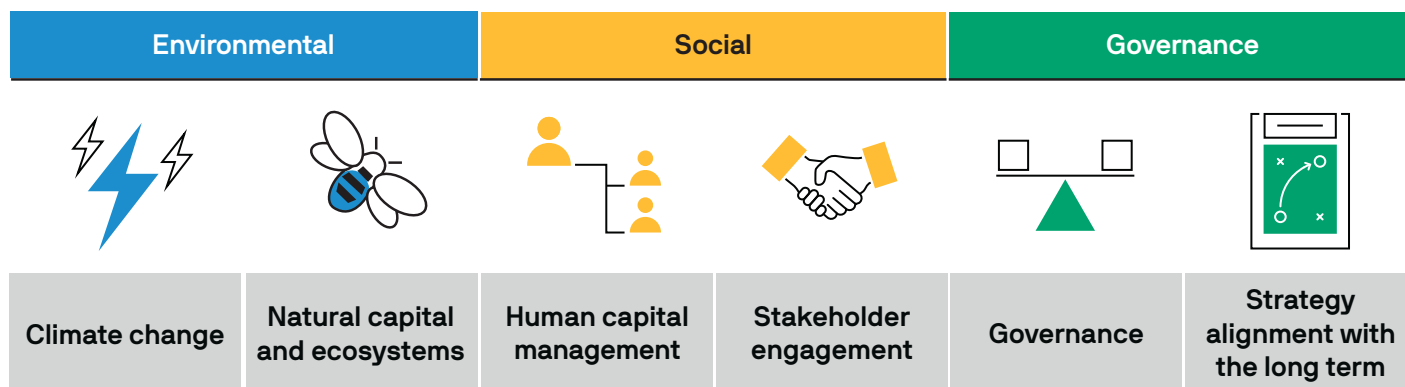 Environmental
Social
Governance
Climate change
Natural capital
and ecosystems
Human capital
management
Stakeholder
engagement
Governance
Strategy
alignment with
the long term